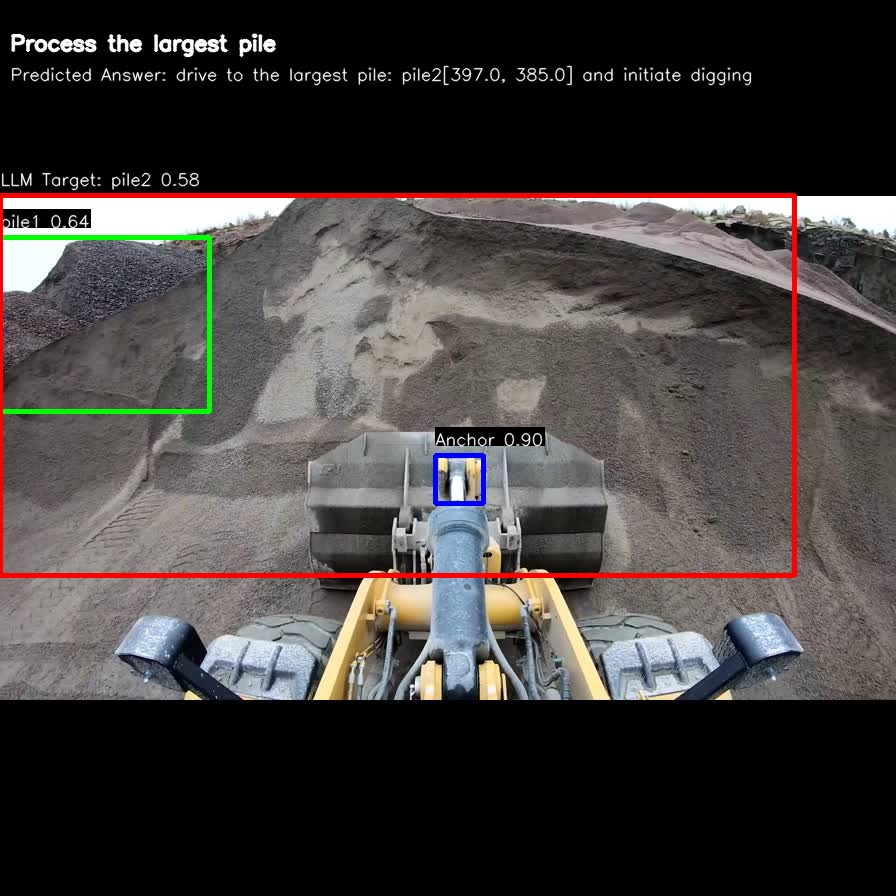 Process the largest pile
Predicted Answer: drive to the largest pile: pile2[397.0, 385.0] and initiate digging
LLM Target: pile2 0.58
pile1 0.64
Anchor 0.90